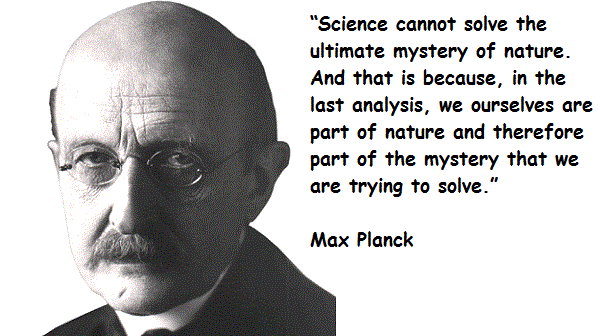 “Science cannot solve the
ultimate mystery of nature.
And that is because, in the
last analysis, we ourselves are
part of nature and therefore
part of the mystery that we
are trying to solve.”
Max Planck